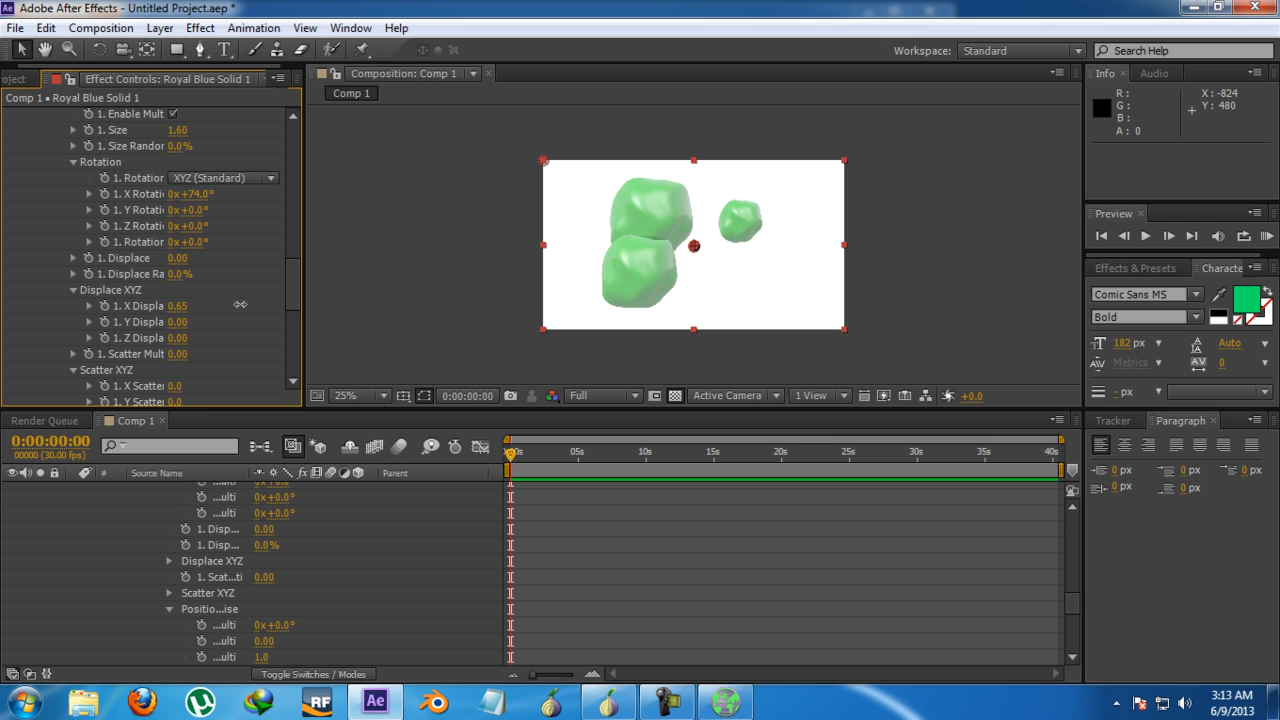 Adobe After Effects - Untitled Project.aep *
File Edit Composition Layer Effect Animation View Window Help
Workspace: Standard Search Help
oject Effect Controls: Royal Blue Solid 1
Comp 1 • Royal Blue Solid 1
1. Enable Mult
1. Size 1.60
1. Size Randor 0.0%
Rotation
1. Rotation XYZ (Standard)
1. X Rotati 0x+74.0°
1. Y Rotati 0x+0.0°
1. Z Rotati 0x+0.0°
1. Rotation 0x+0.0°
1. Displace 0.00
1. Displace Ra 0.0%
Displace XYZ
1. X Displa 0.65
1. Y Displa 0.00
1. Z Displa 0.00
1. Scatter Mult 0.00
Scatter XYZ
1. X Scatter 0.0
1. Y Scatter 0.0
Composition: Comp 1
Comp 1
25% 0:00:00:00 Full Active Camera 1 View +0.0
Info Audio
R: X: -824
G: Y: 480
B:
A: 0
Preview
Effects & Presets Characte
Comic Sans MS
Bold
182 px Auto
Metrics 0
- px
Tracker Paragraph
0 px 0 px 0 px
0 px 0 px
Render Queue Comp 1
0:00:00:00
00000 (30.00 fps)
# Source Name Parent
05s 10s 15s 20s 25s 30s 35s 40s
...ulti 0x+0.0°
...ulti 0x+0.0°
1. Disp... 0.00
1. Disp... 0.0%
Displace XYZ
1. Scat...ti 0.00
Scatter XYZ
Positio...ise
...ulti 0x+0.0°
...ulti 0.00
...ulti 1.0
Toggle Switches / Modes
RF Ae
3:13 AM
6/9/2013